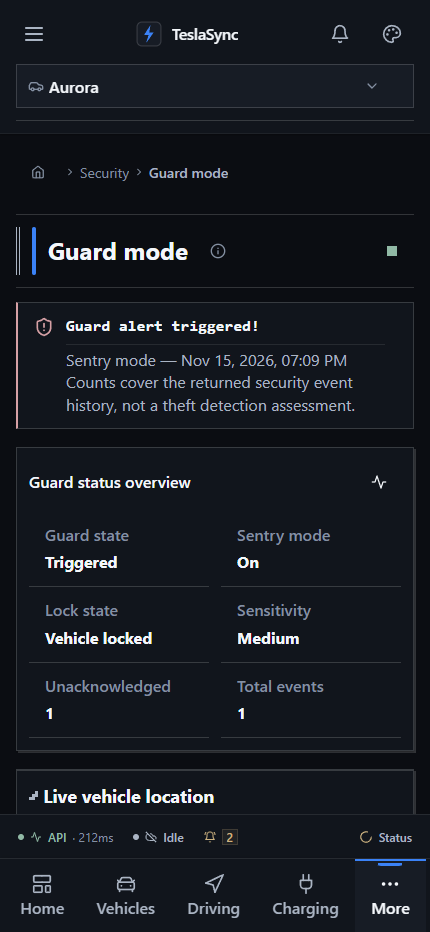 TeslaSync
Aurora
Security Guard mode
Guard mode
Guard alert triggered!
Sentry mode — Nov 15, 2026, 07:09 PM
Counts cover the returned security event
history, not a theft detection assessment.
Guard status overview
Guard state Sentry mode
Triggered On
Lock state Sensitivity
Vehicle locked Medium
Unacknowledged Total events
1 1
Live vehicle location
API · 212ms Idle 2 Status
Home Vehicles Driving Charging More